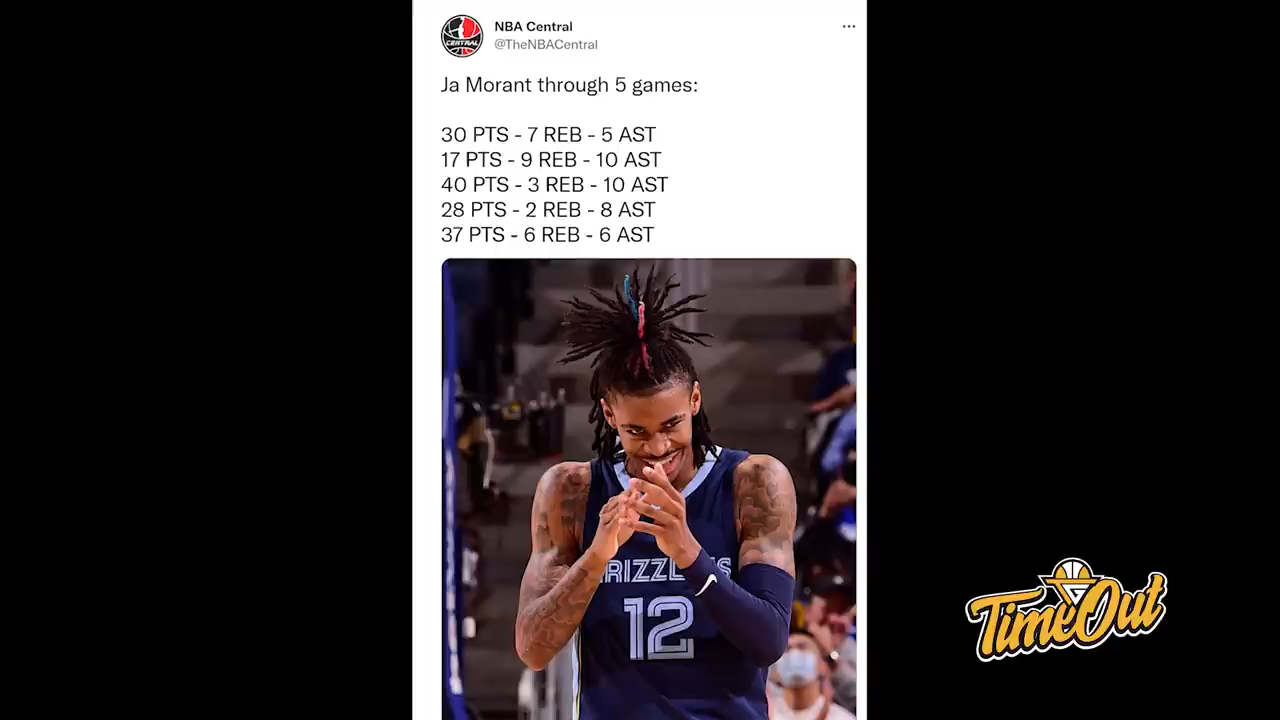 NBA Central
@TheNBACentral
Ja Morant through 5 games:
30 PTS - 7 REB - 5 AST
17 PTS - 9 REB - 10 AST
40 PTS - 3 REB - 10 AST
28 PTS - 2 REB - 8 AST
37 PTS - 6 REB - 6 AST
CENTRAL
RIZZL S
12
TimeOut